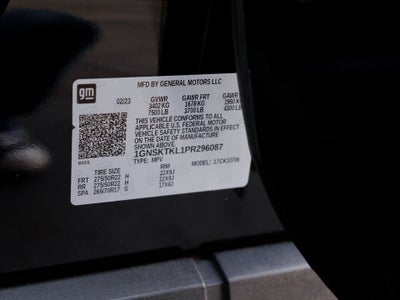 gm
MFD BY GENERAL MOTORS LLC
02/23 GVWR GAWR FRT GAWR
3402 KG 1678 KG 1950 KG
7500 LB 3700 LB 4300 LB
THIS VEHICLE CONFORMS TO ALL
APPLICABLE U.S. FEDERAL MOTOR
VEHICLE SAFETY STANDARDS IN EFFECT
ON THE DATE OF MANUFACTURE
SHOWN ABOVE.
1GNSKTKL1PR296087
TYPE: MPV MODEL: 17CK10706
TIRE SIZE RIM
FRT 275/50R22 H 22X9J
RR 275/50R22 H 22X9J
SPA 265/70R17 S